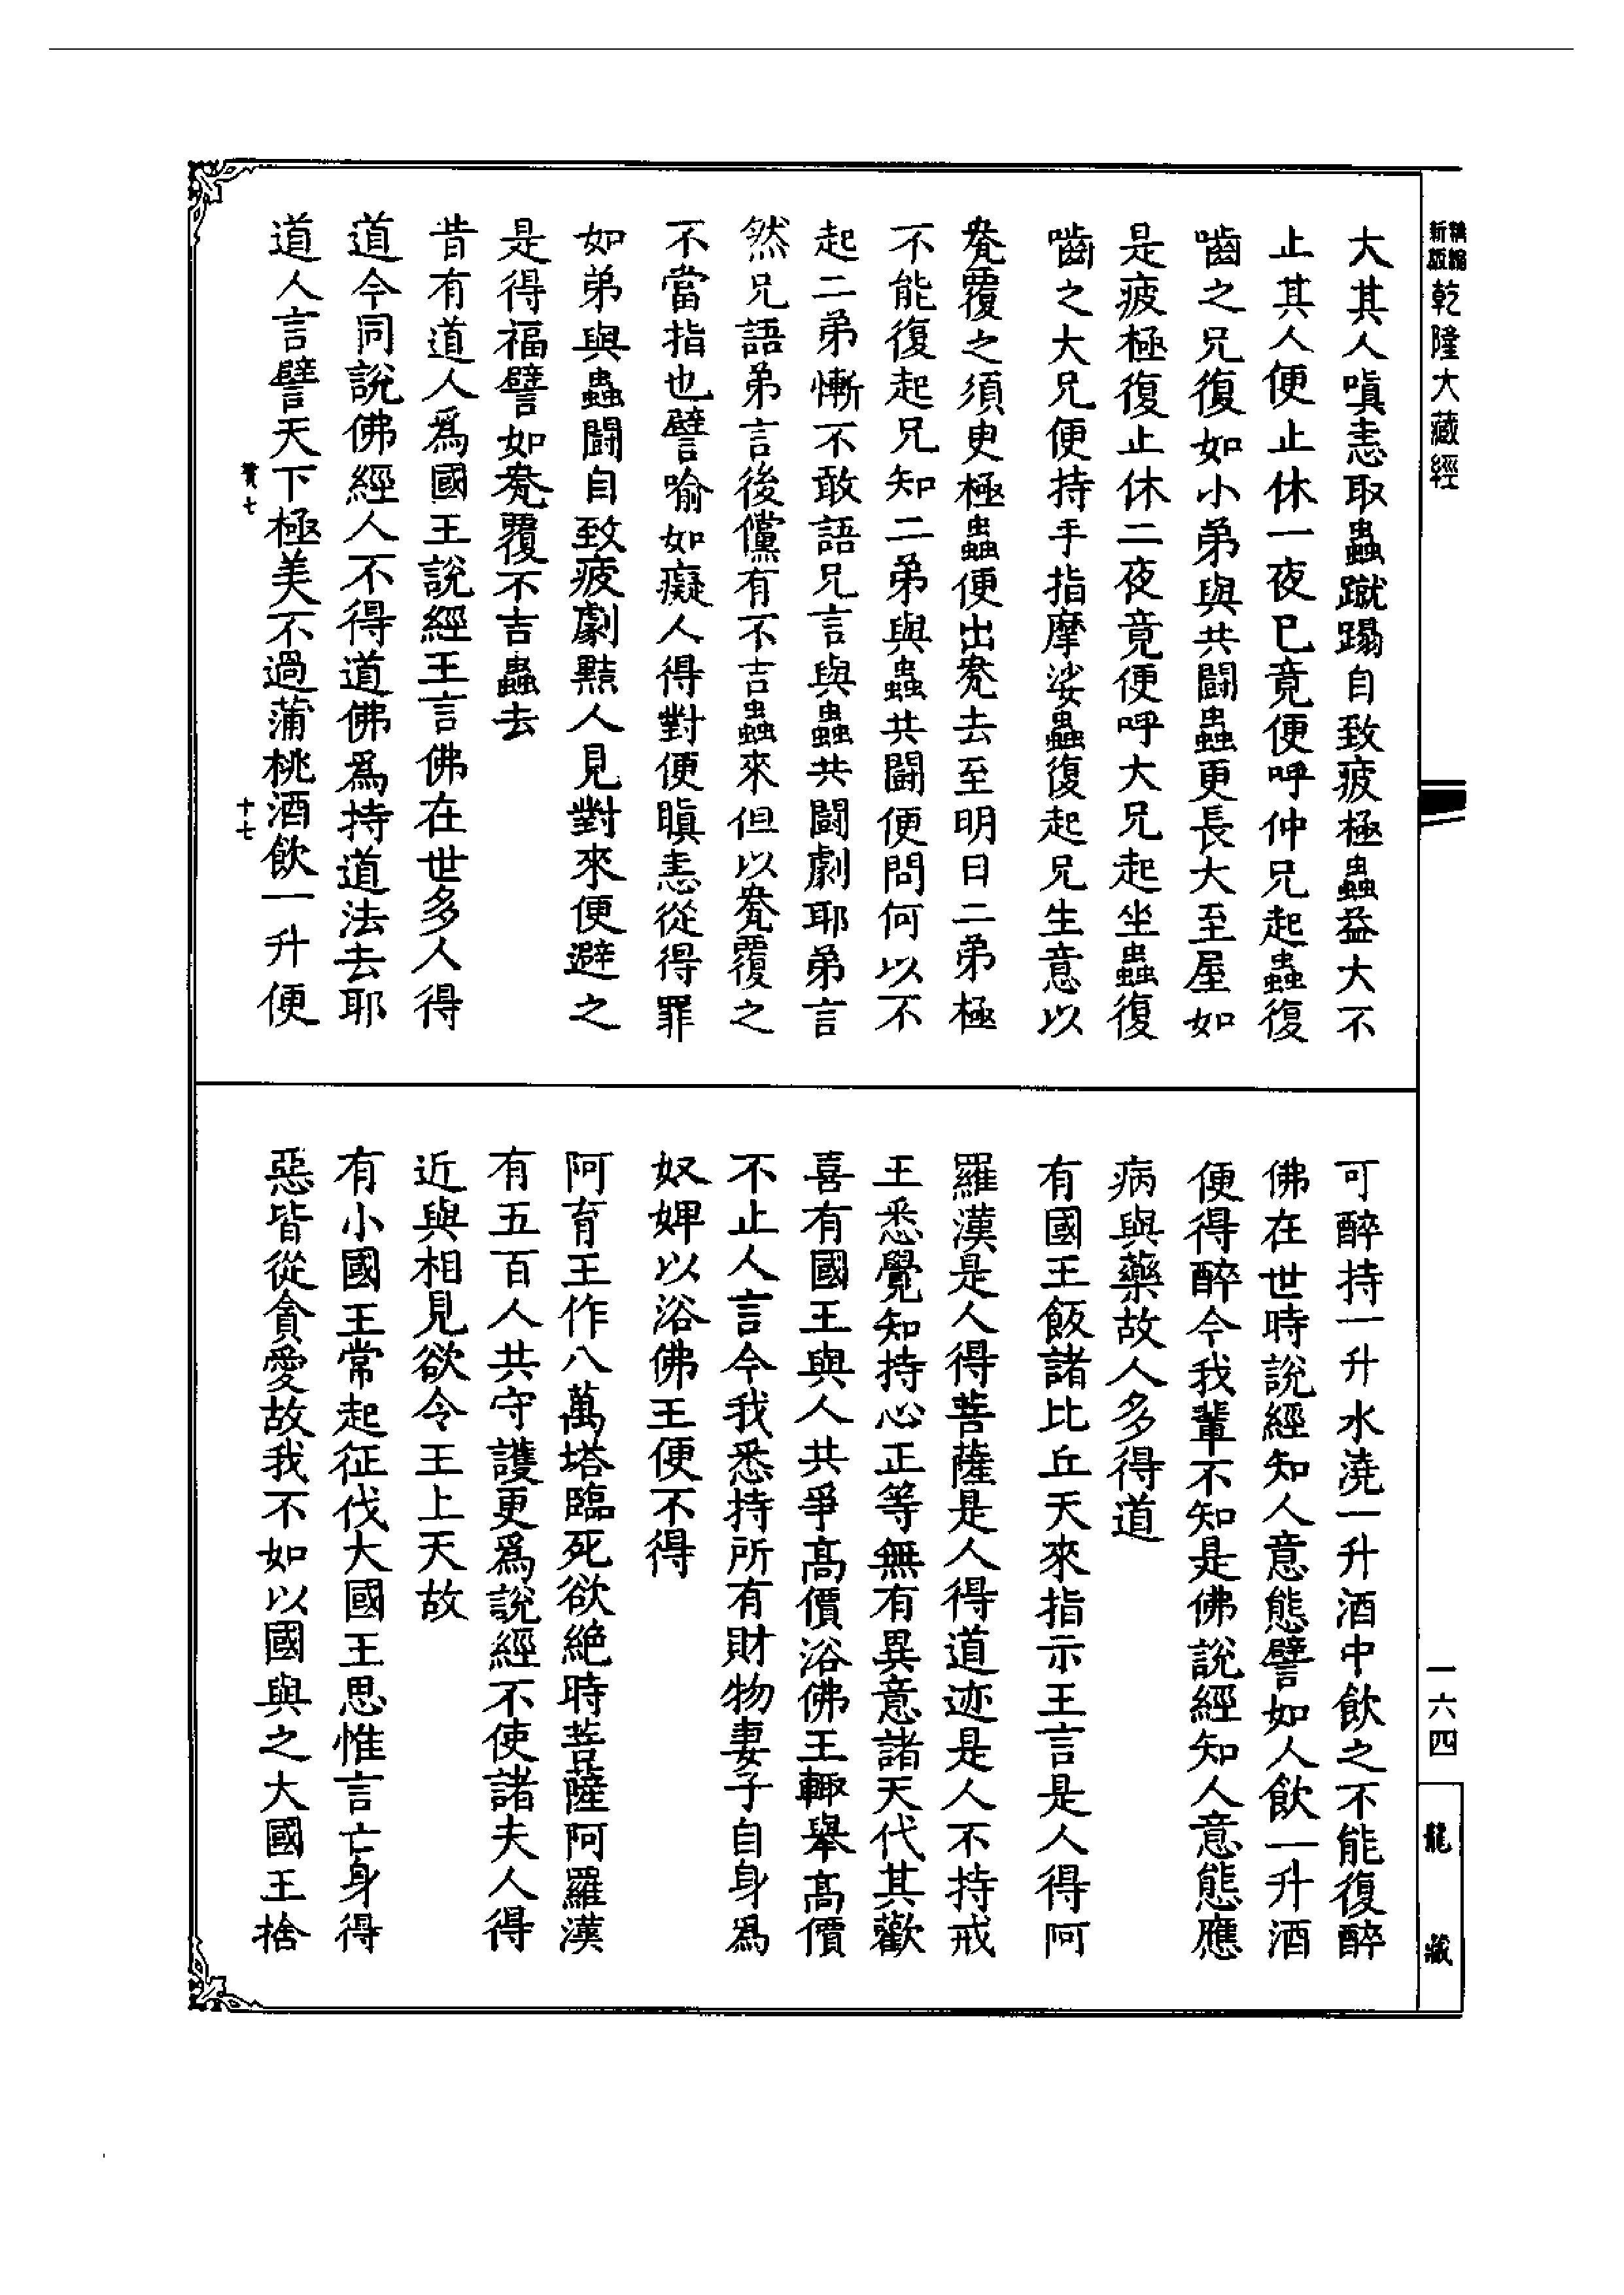 新編
縮版
乾隆大藏經
大其人嗔恚取蟲蹴蹋自致疲極蟲益大不
止其人便止休一夜已竟便呼仲兄起蟲復
嚙之兄復如小弟與共鬬蟲更長大至屋如
是疲極復止休二夜竟便呼大兄起坐蟲復
嚙之大兄便持手指摩娑蟲復起兄生意以
覆之須臾極蟲便出去至明日二弟極
不能復起兄知二弟與蟲共鬬便問何以不
起二弟慚不敢語兄言與蟲共鬬劇耶弟言
然兄語弟言後儻有不吉蟲來但以覆之
不當指也譬喻如癡人得對便瞋恚從得罪
如弟與蟲鬬自致疲劇黠人見對來便避之
是得福譬如覆不吉蟲去
昔有道人爲國王說經王言佛在世多人得
道今同說佛經人不得道佛爲持道法去耶
道人言譬天下極美不過蒲桃酒飲一升便
十七
可醉持一升水澆一升酒中飲之不能復醉
佛在世時說經知人意態譬如人飲一升酒
便得醉今我輩不知是佛說經知人意態應
病與藥故人多得道
有國王飯諸比丘天來指示王言是人得阿
羅漢是人得菩薩是人得道迹是人不持戒
王悉覺知持心正等無有異意諸天代其歡
喜有國王與人共爭高價浴佛王輙舉高價
不止人言今我悉持所有財物妻子自身爲
奴婢以浴佛王便不得
阿育王作八萬塔臨死欲絶時菩薩阿羅漢
有五百人共守護更爲說經不使諸夫人得
近與相見欲令王上天故
有小國王常起征伐大國王思惟言亡身得
惡皆從貪愛故我不如以國與之大國王捨
一六四
龍藏